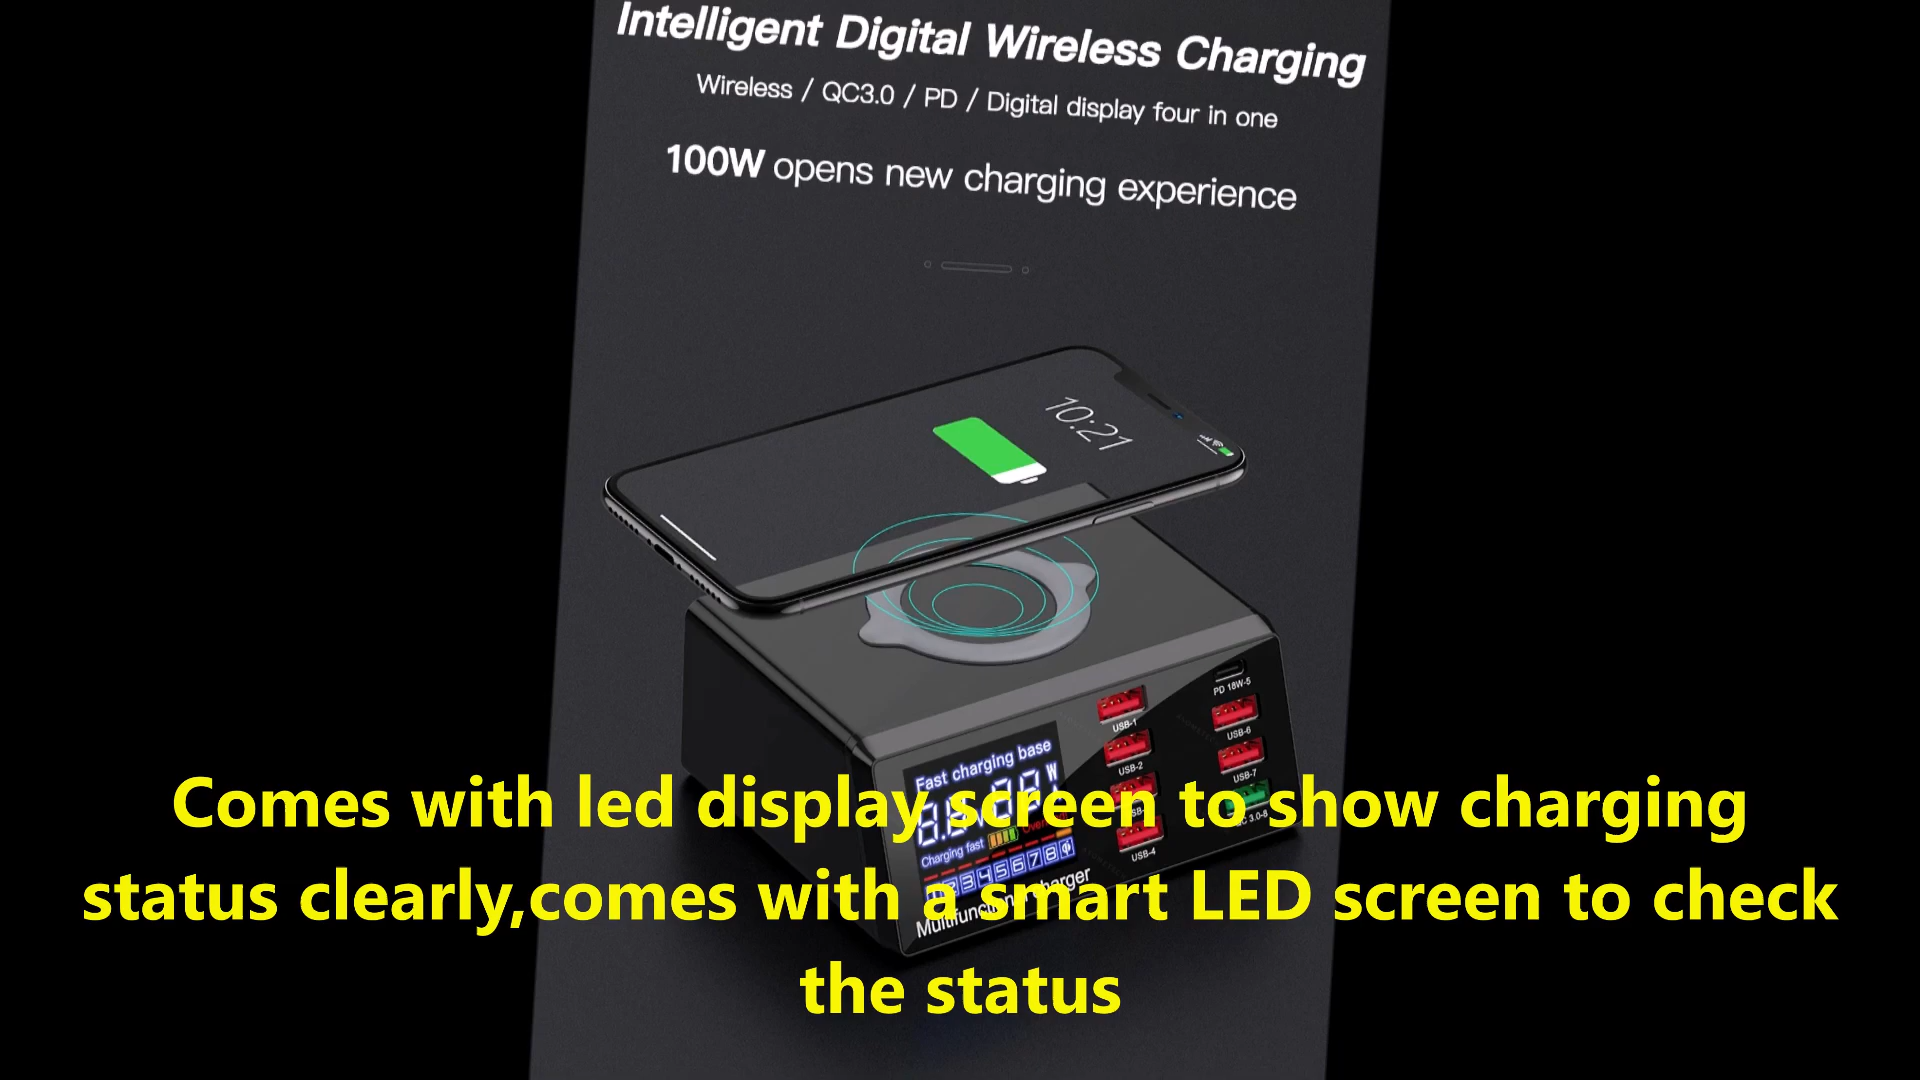 Intelligent Digital Wireless Charging
Wireless / QC3.0 / PD / Digital display four in one
100W opens new charging experience
10:21
PD 18W-5
USB-1
USB-6
USB-2
USB-7
USB-4
Fast charging base
W
Charging fast
Comes with led display screen to show charging
status clearly,comes with a smart LED screen to check
the status